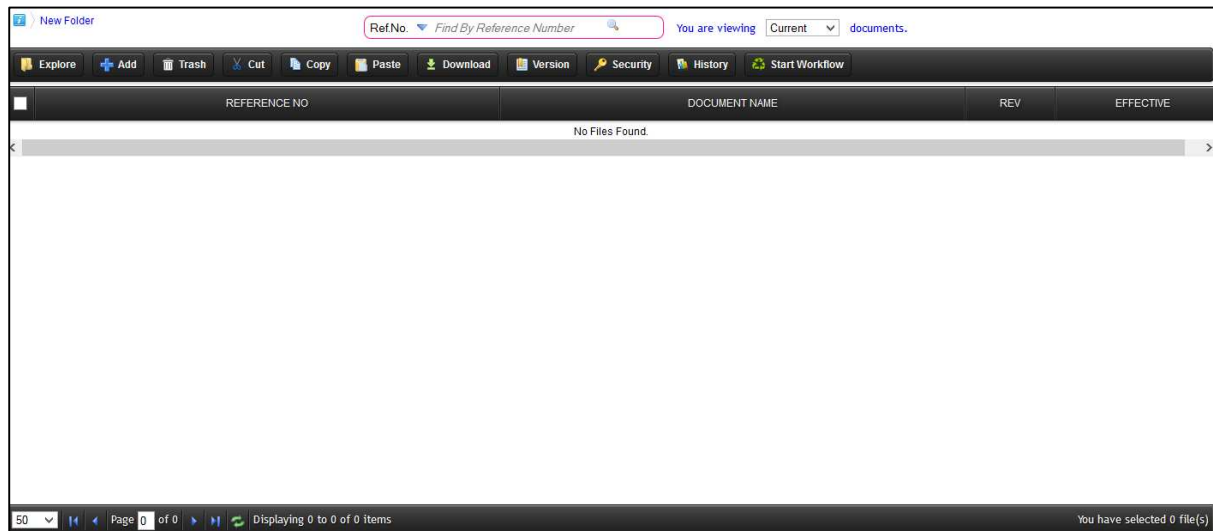 New Folder
Ref.No. Find By Reference Number
You are viewing Current documents.
Explore Add Trash Cut Copy Paste Download Version Security History Start Workflow
REFERENCE NO DOCUMENT NAME REV EFFECTIVE
No Files Found.
50 Page 0 of 0 Displaying 0 to 0 of 0 items You have selected 0 file(s)